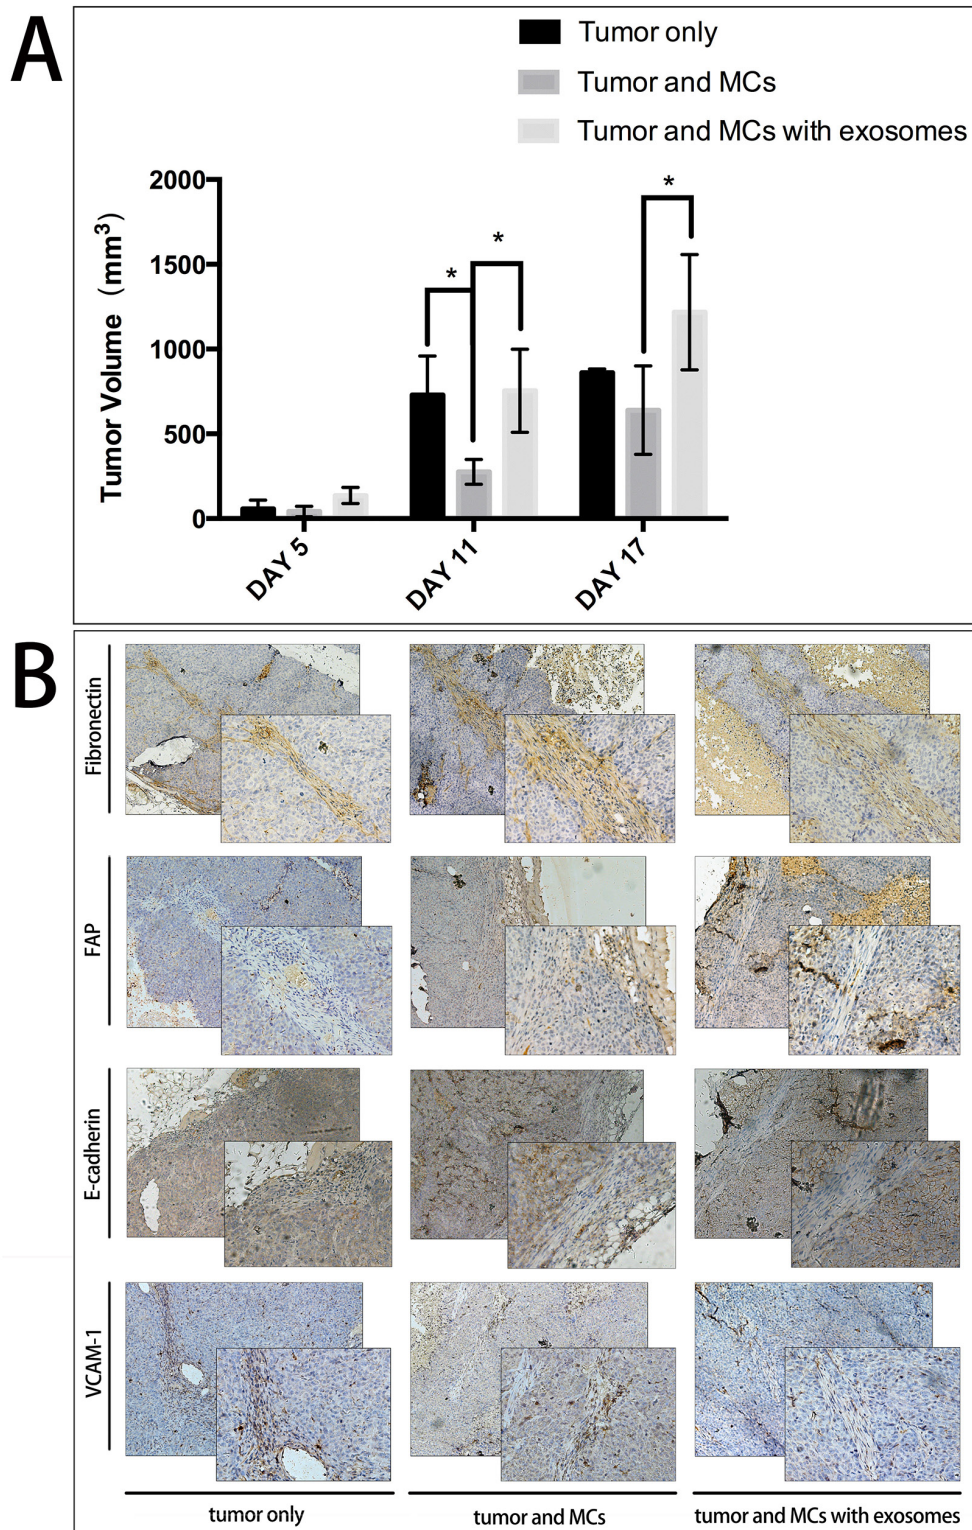 A
Tumor only
Tumor and MCs
Tumor and MCs with exosomes
Tumor Volume (mm³)
2000
1500
1000
500
0
*
*
*
DAY 5
DAY 11
DAY 17
B
Fibronectin
FAP
E-cadherin
VCAM-1
tumor only
tumor and MCs
tumor and MCs with exosomes